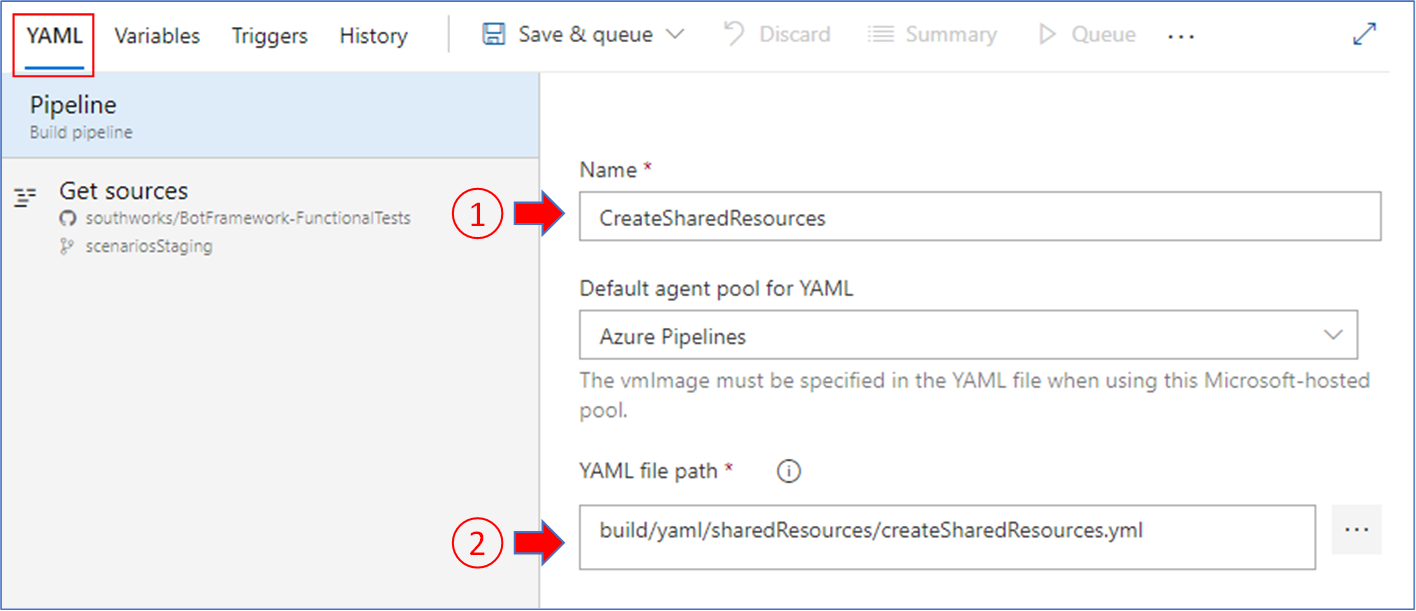 YAML Variables Triggers History Save & queue Discard Summary Queue ...
Pipeline
Build pipeline
Get sources
southworks/BotFramework-FunctionalTests
scenariosStaging
Name *
1
CreateSharedResources
Default agent pool for YAML
Azure Pipelines
The vmImage must be specified in the YAML file when using this Microsoft-hosted
pool.
YAML file path * i
2
build/yaml/sharedResources/createSharedResources.yml ...